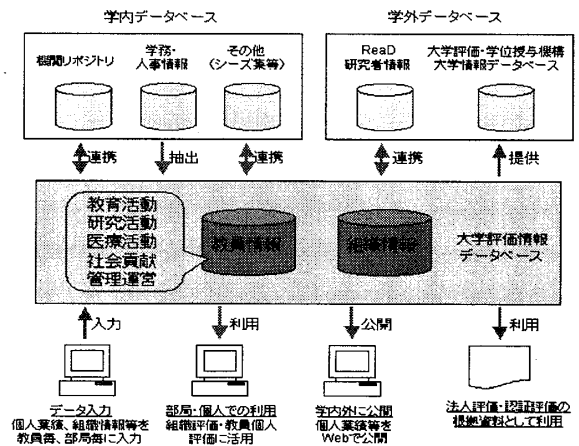 学内データベース
学外データベース
機関リポジトリ
学務・
人事情報
その他
(シーズ集等)
ReaD
研究者情報
大学評価・学位授与機構
大学情報データベース
連携
抽出
連携
連携
提供
教育活動
研究活動
医療活動
社会貢献
管理運営
教員情報
組織情報
大学評価情報
データベース
入力
利用
公開
利用
データ入力
個人業績、組織情報等を
教員毎、部局毎に入力
部局・個人での利用
組織評価・教員個人
評価に活用
学内外に公開
個人業績等を
Webで公開
法人評価・認証評価の
根拠資料として利用